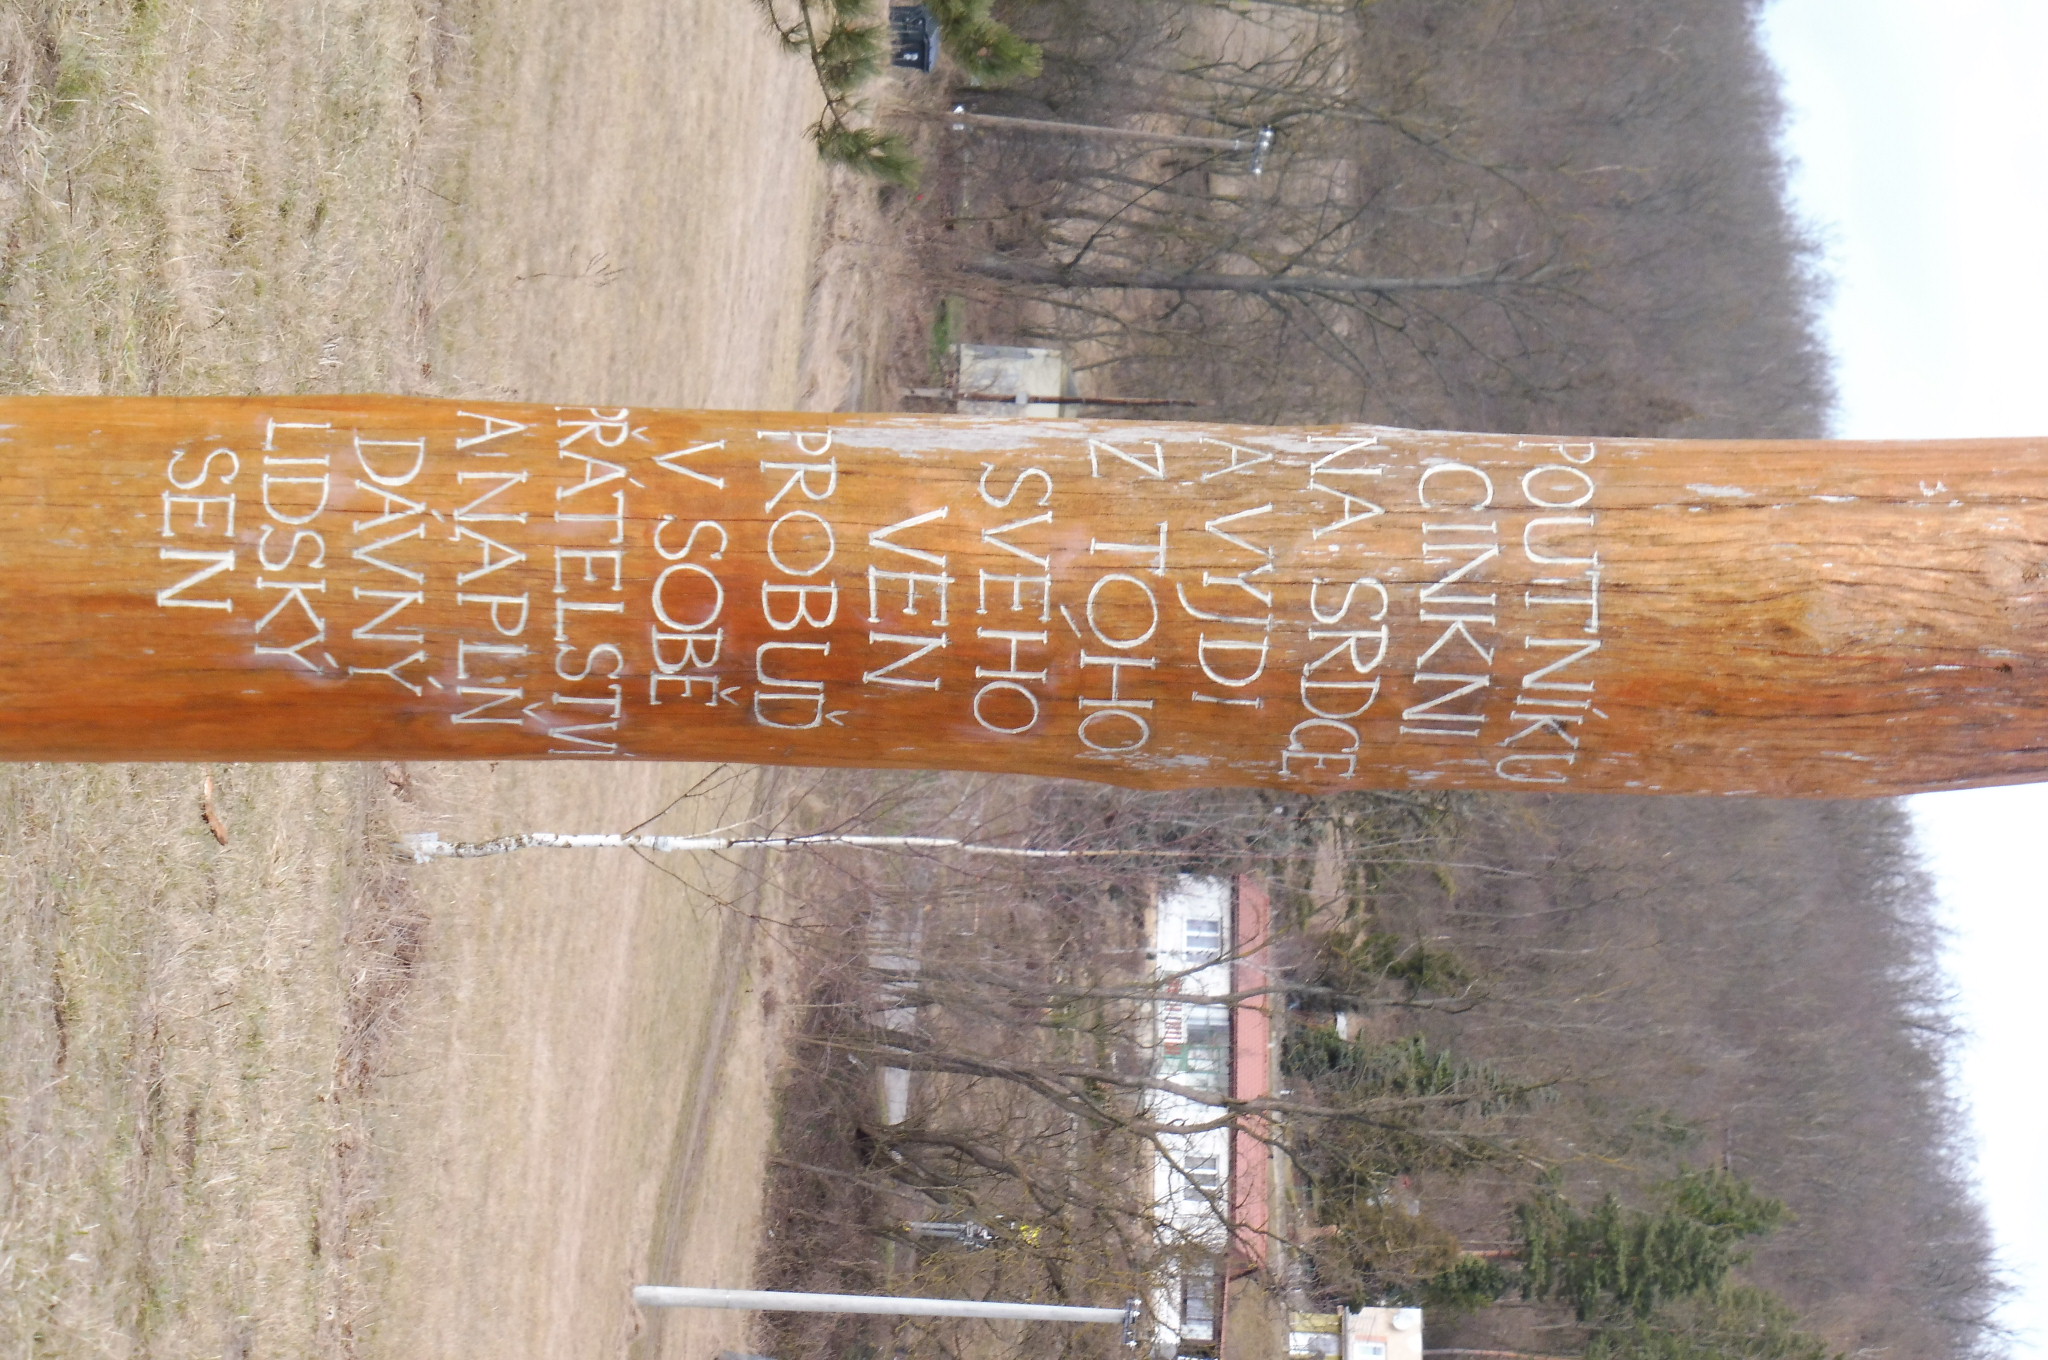 POUTNÍKU
CINKNI
NA SRDCE
A VYJDI
Z TOHO
SVÉHO
VEN
PROBUĎ
V SOBĚ
PŘÁTELSTVÍ
A NAPLŇ
DÁVNÝ
LIDSKÝ
SEN